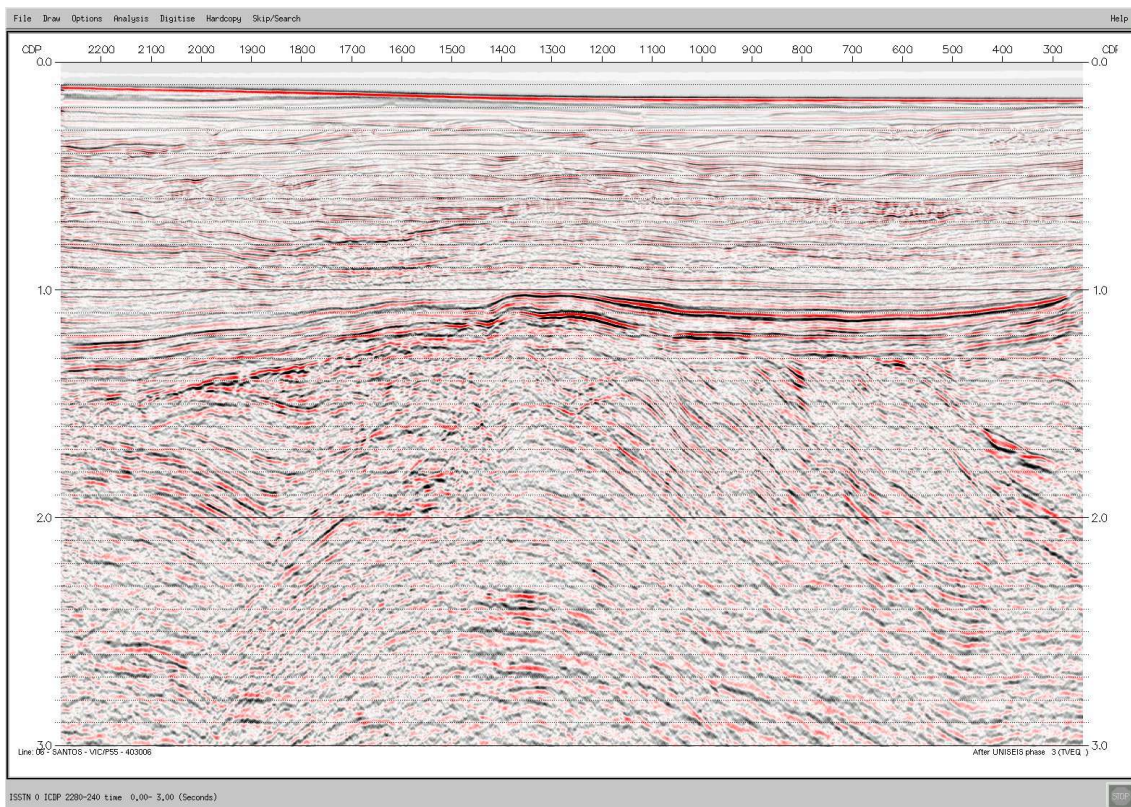 File Draw Options Analysis Digitise Hardcopy Skip/Search Help
CDP 2200 2100 2000 1900 1800 1700 1600 1500 1400 1300 1200 1100 1000 900 800 700 600 500 400 300 CDP
0.0 0.0
1.0 1.0
2.0 2.0
3.0 3.0
Line: 06 - SANTOS - VIC/P55 - 403006 After UNISEIS phase 3 (TVEQ )
ISSTN 0 ICDP 2280-240 time 0.00- 3.00 (Seconds) STOP